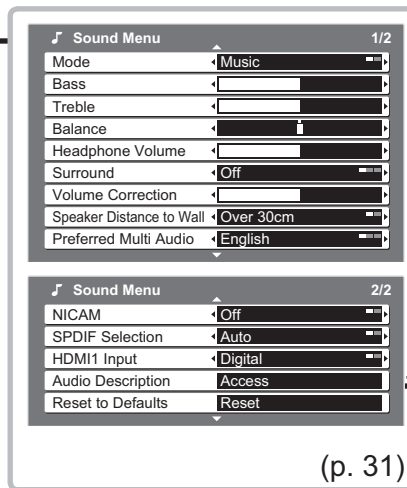 Sound Menu 1/2
Mode Music
Bass
Treble
Balance
Headphone Volume
Surround Off
Volume Correction
Speaker Distance to Wall Over 30cm
Preferred Multi Audio English
Sound Menu 2/2
NICAM Off
SPDIF Selection Auto
HDMI1 Input Digital
Audio Description Access
Reset to Defaults Reset
(p. 31)